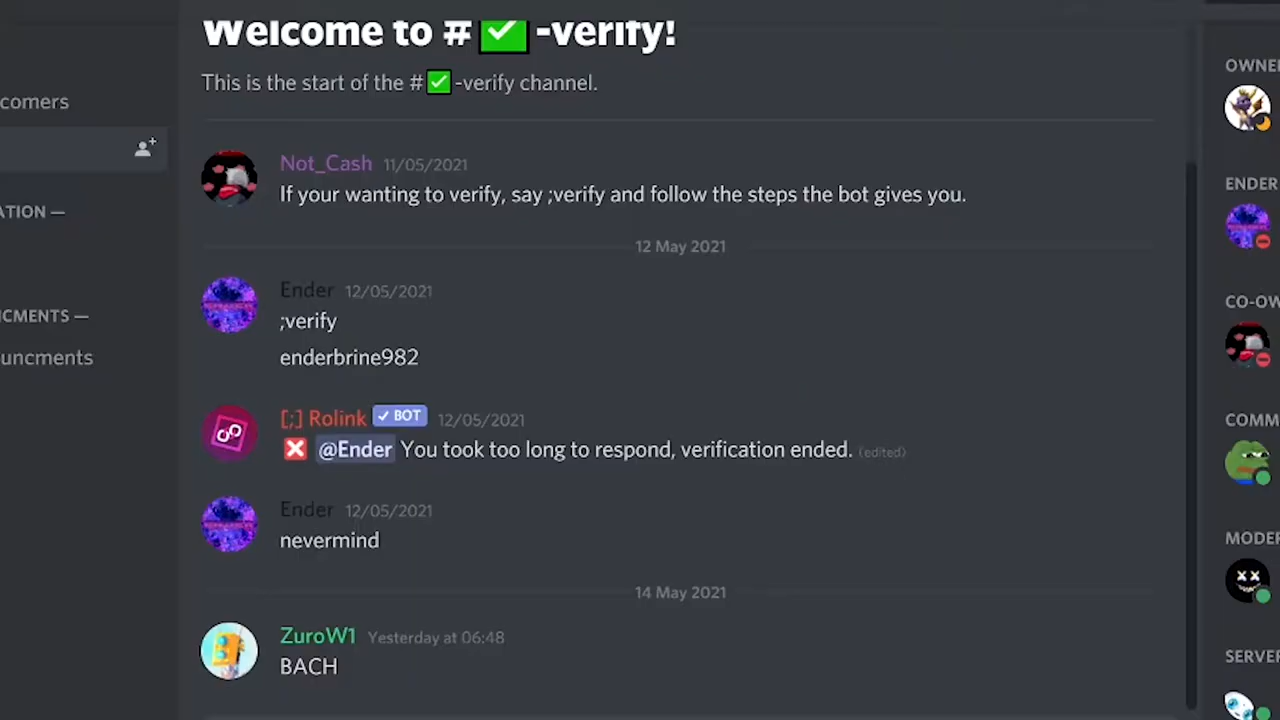 Welcome to # ✅ -verify!
This is the start of the # ✅ -verify channel.
comers
Not_Cash 11/05/2021
If your wanting to verify, say ;verify and follow the steps the bot gives you.
ATION —
12 May 2021
Ender 12/05/2021
;verify
enderbrine982
NCMENTS —
uncments
[;] Rolink ✓ BOT 12/05/2021
❌ @Ender You took too long to respond, verification ended. (edited)
Ender 12/05/2021
nevermind
14 May 2021
ZuroW1 Yesterday at 06:48
BACH
OWNE
ENDER
CO-OW
COMM
MODE
SERVE